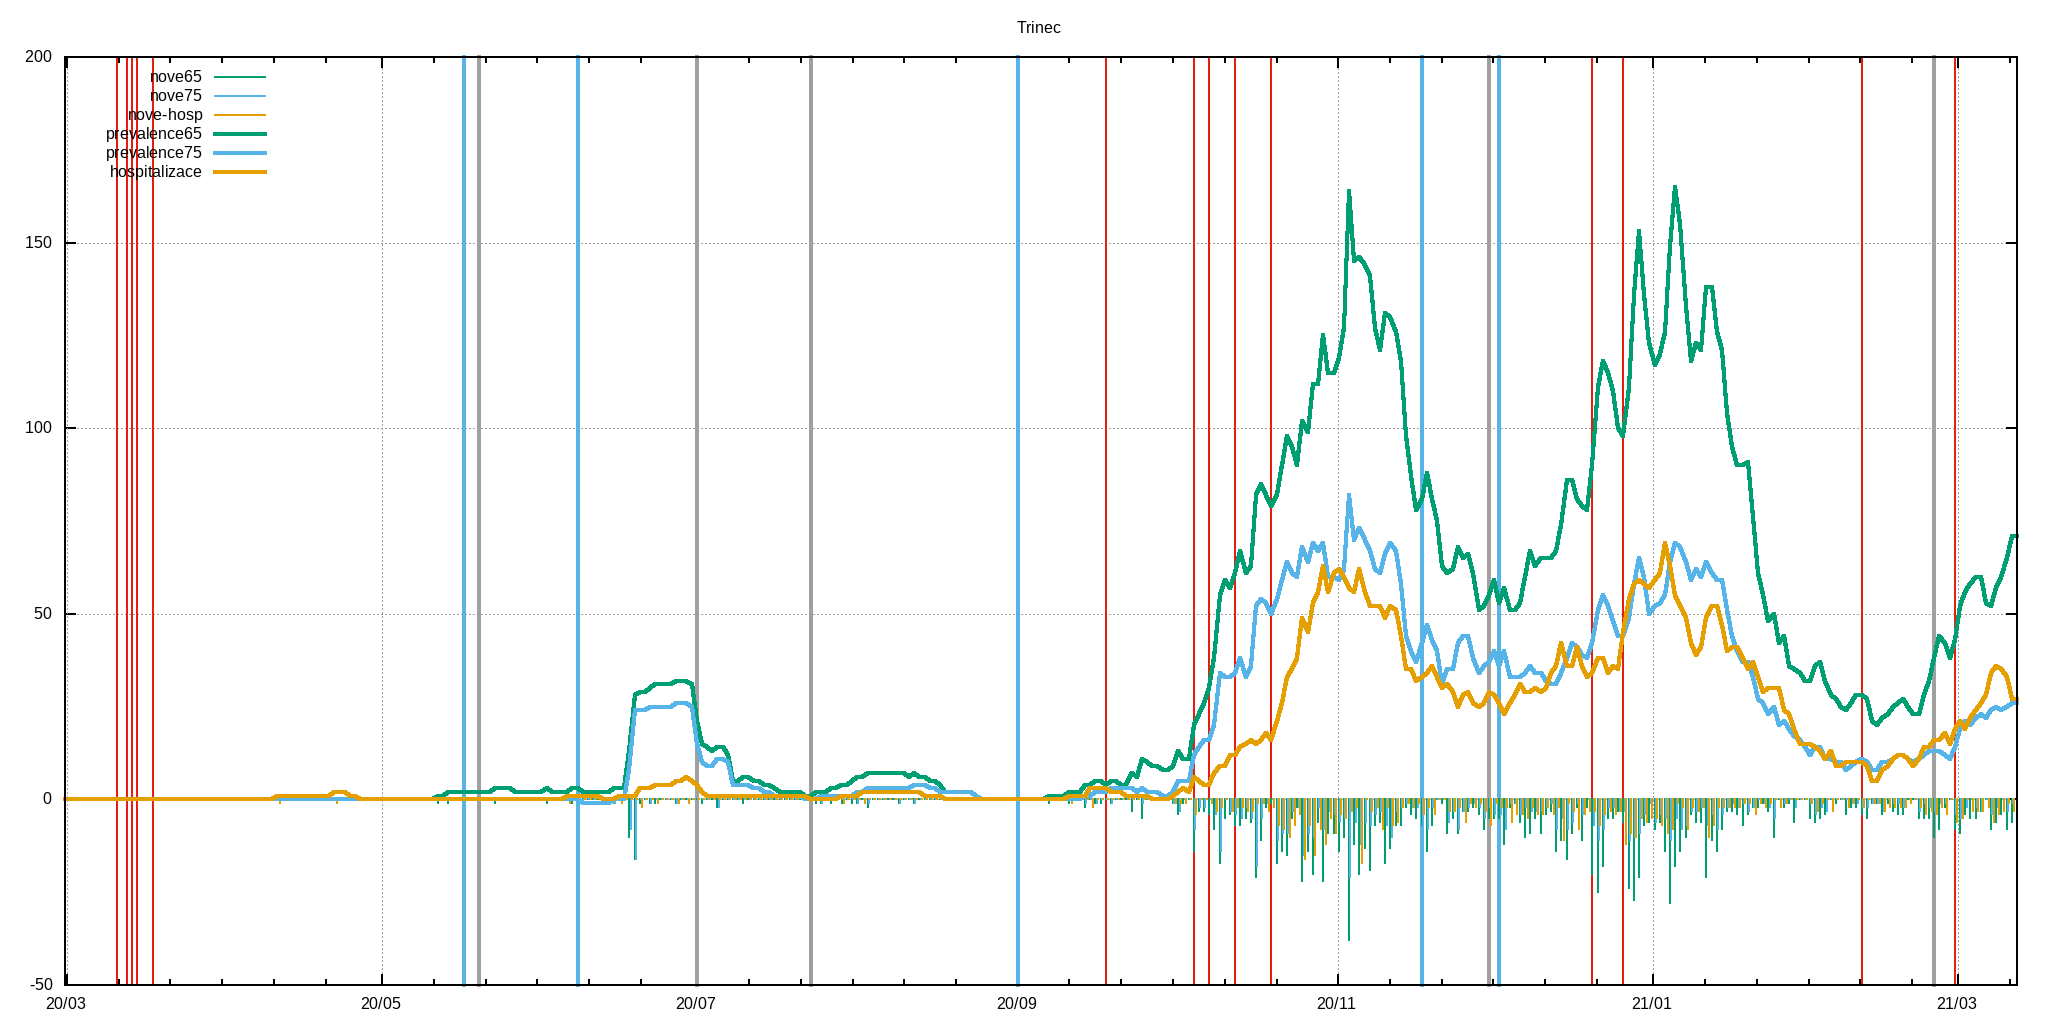 Trinec
200
nove65
nove75
nove-hosp
prevalence65
prevalence75
hospitalizace
150
100
50
0
-50
20/03 20/05 20/07 20/09 20/11 21/01 21/03